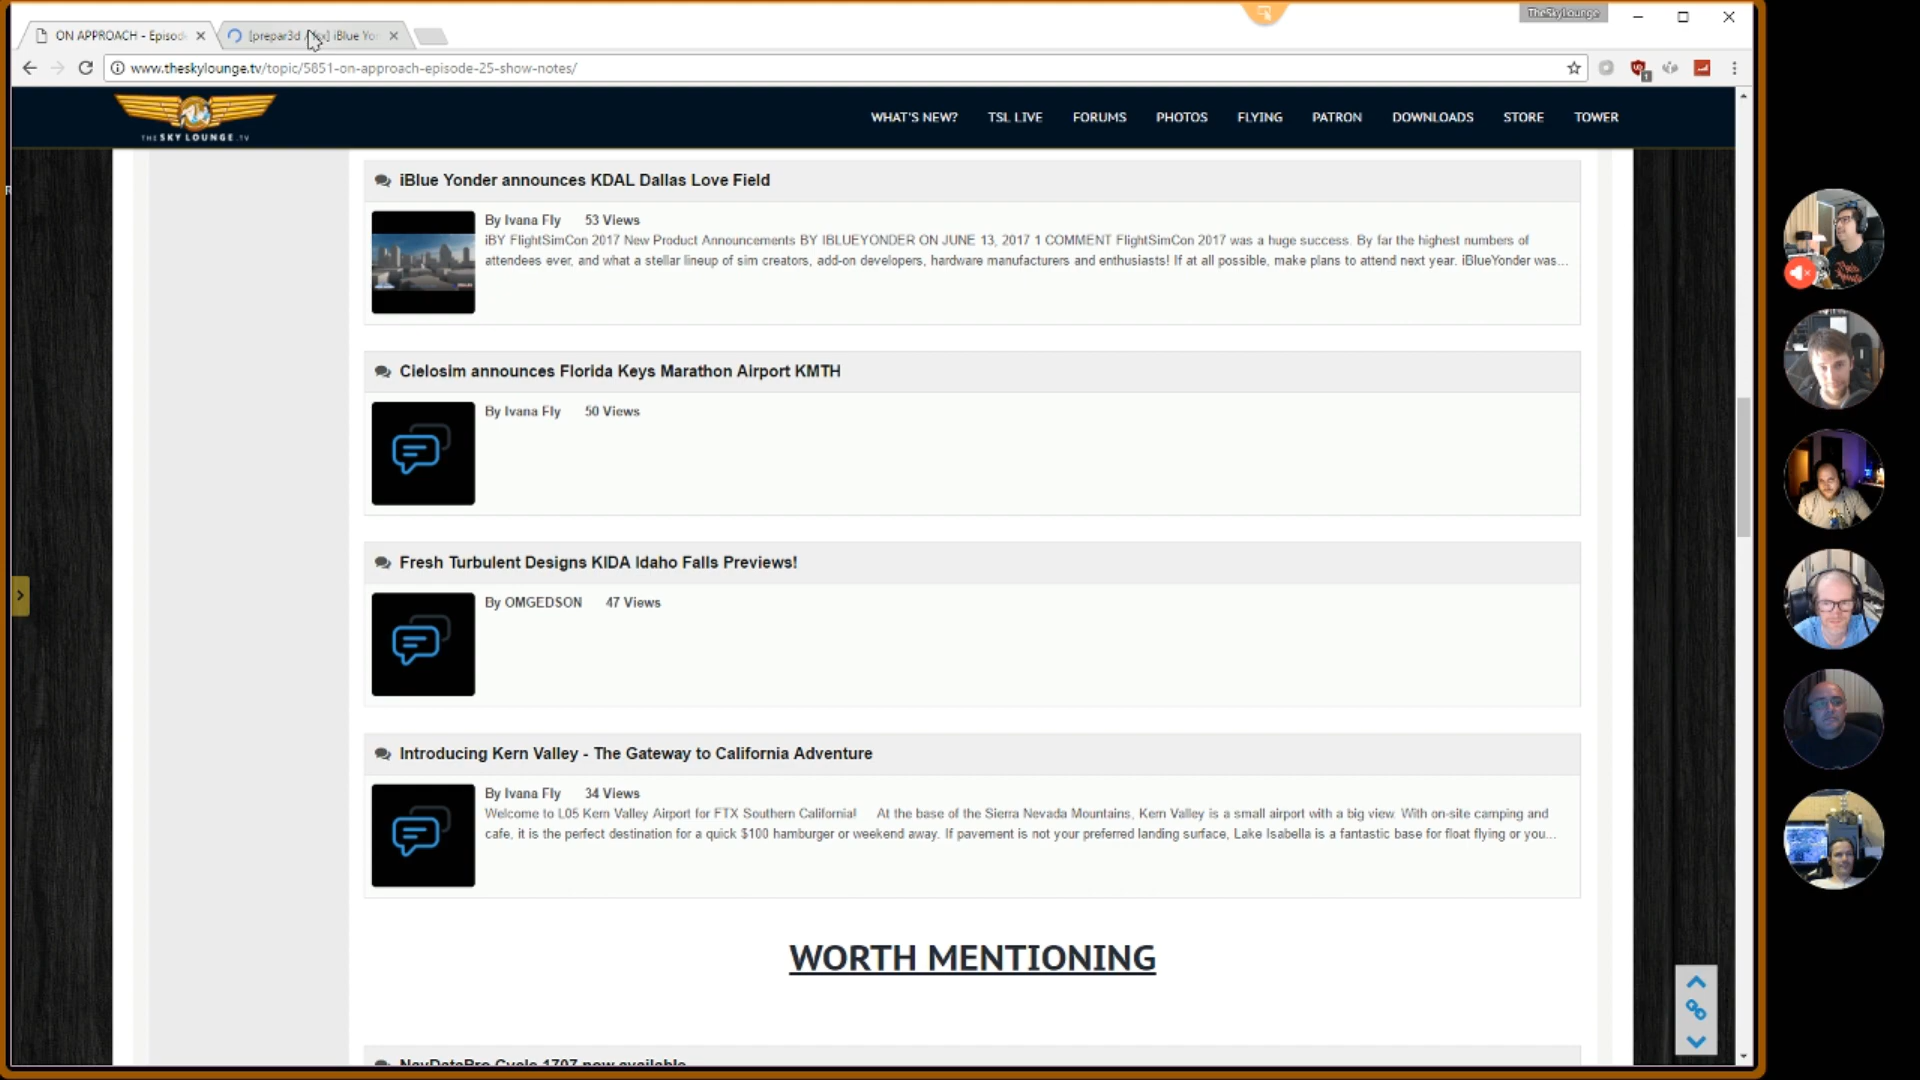 TheSkyLounge
ON APPROACH - Episod
iBlue Yon
www.theskylounge.tv/topic/5851-on-approach-episode-25-show-notes/
THE SKY LOUNGE .TV
WHAT'S NEW? TSL LIVE FORUMS PHOTOS FLYING PATRON DOWNLOADS STORE TOWER
iBlue Yonder announces KDAL Dallas Love Field
By Ivana Fly 53 Views
iBY FlightSimCon 2017 New Product Announcements BY IBLUEYONDER ON JUNE 13, 2017 1 COMMENT FlightSimCon 2017 was a huge success. By far the highest numbers of
attendees ever, and what a stellar lineup of sim creators, add-on developers, hardware manufacturers and enthusiasts! If at all possible, make plans to attend next year. iBlueYonder was...
Cielosim announces Florida Keys Marathon Airport KMTH
By Ivana Fly 50 Views
Fresh Turbulent Designs KIDA Idaho Falls Previews!
By OMGEDSON 47 Views
Introducing Kern Valley - The Gateway to California Adventure
By Ivana Fly 34 Views
Welcome to L05 Kern Valley Airport for FTX Southern California! At the base of the Sierra Nevada Mountains, Kern Valley is a small airport with a big view. With on-site camping and
cafe, it is the perfect destination for a quick $100 hamburger or weekend away. If pavement is not your preferred landing surface, Lake Isabella is a fantastic base for float flying or you...
WORTH MENTIONING
NavDataPro Cycle 1707 now available